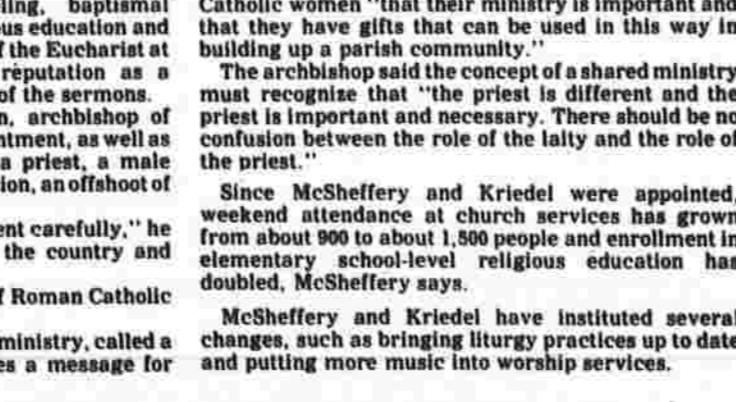 ling, baptismal
us education and
f the Eucharist at
reputation as a
of the sermons.
n, archbishop of
ntment, as well as
a priest, a male
ion, an offshoot of
ent carefully," he
the country and
f Roman Catholic
ministry, called a
es a message for
Catholic women "that their ministry is important and
that they have gifts that can be used in this way in
building up a parish community."
The archbishop said the concept of a shared ministry
must recognize that "the priest is different and the
priest is important and necessary. There should be no
confusion between the role of the laity and the role of
the priest."
Since McSheffery and Kriedel were appointed,
weekend attendance at church services has grown
from about 900 to about 1,500 people and enrollment in
elementary school-level religious education has
doubled, McSheffery says.
McSheffery and Kriedel have instituted several
changes, such as bringing liturgy practices up to date
and putting more music into worship services.